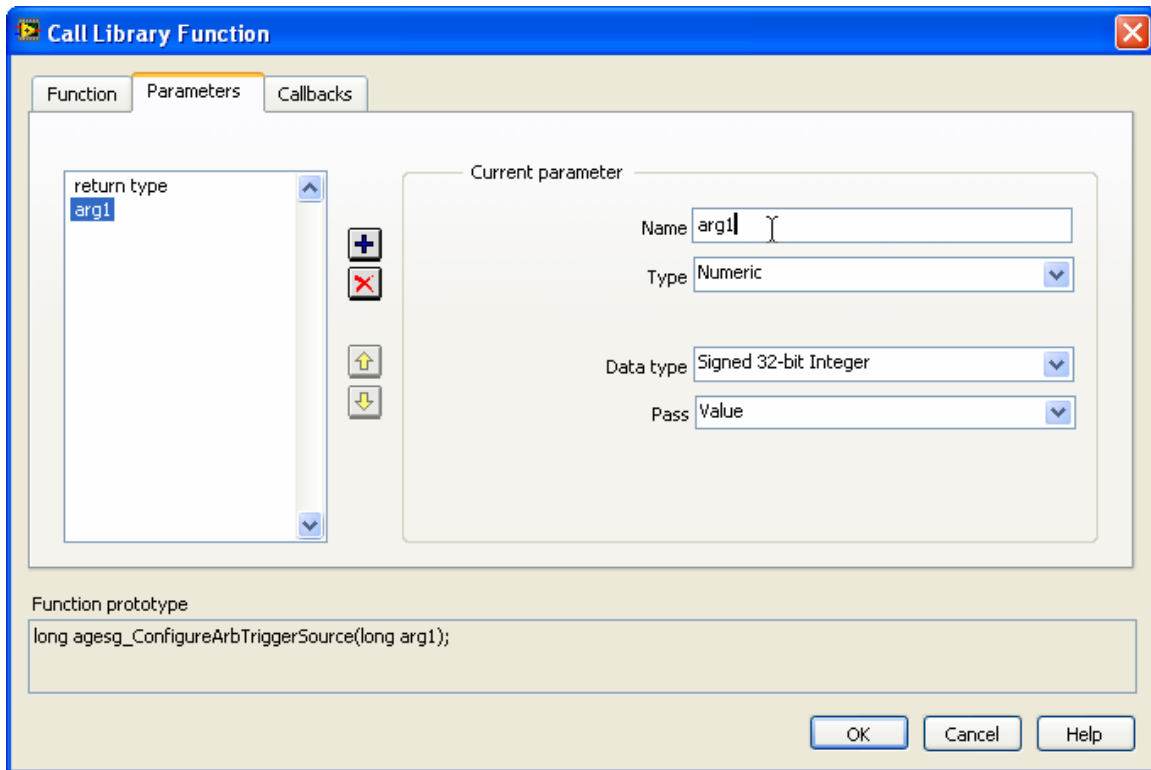 Call Library Function
Function Parameters Callbacks
return type
arg1
Current parameter
Name arg1
Type Numeric
Data type Signed 32-bit Integer
Pass Value
Function prototype
long agesg_ConfigureArbTriggerSource(long arg1);
OK Cancel Help